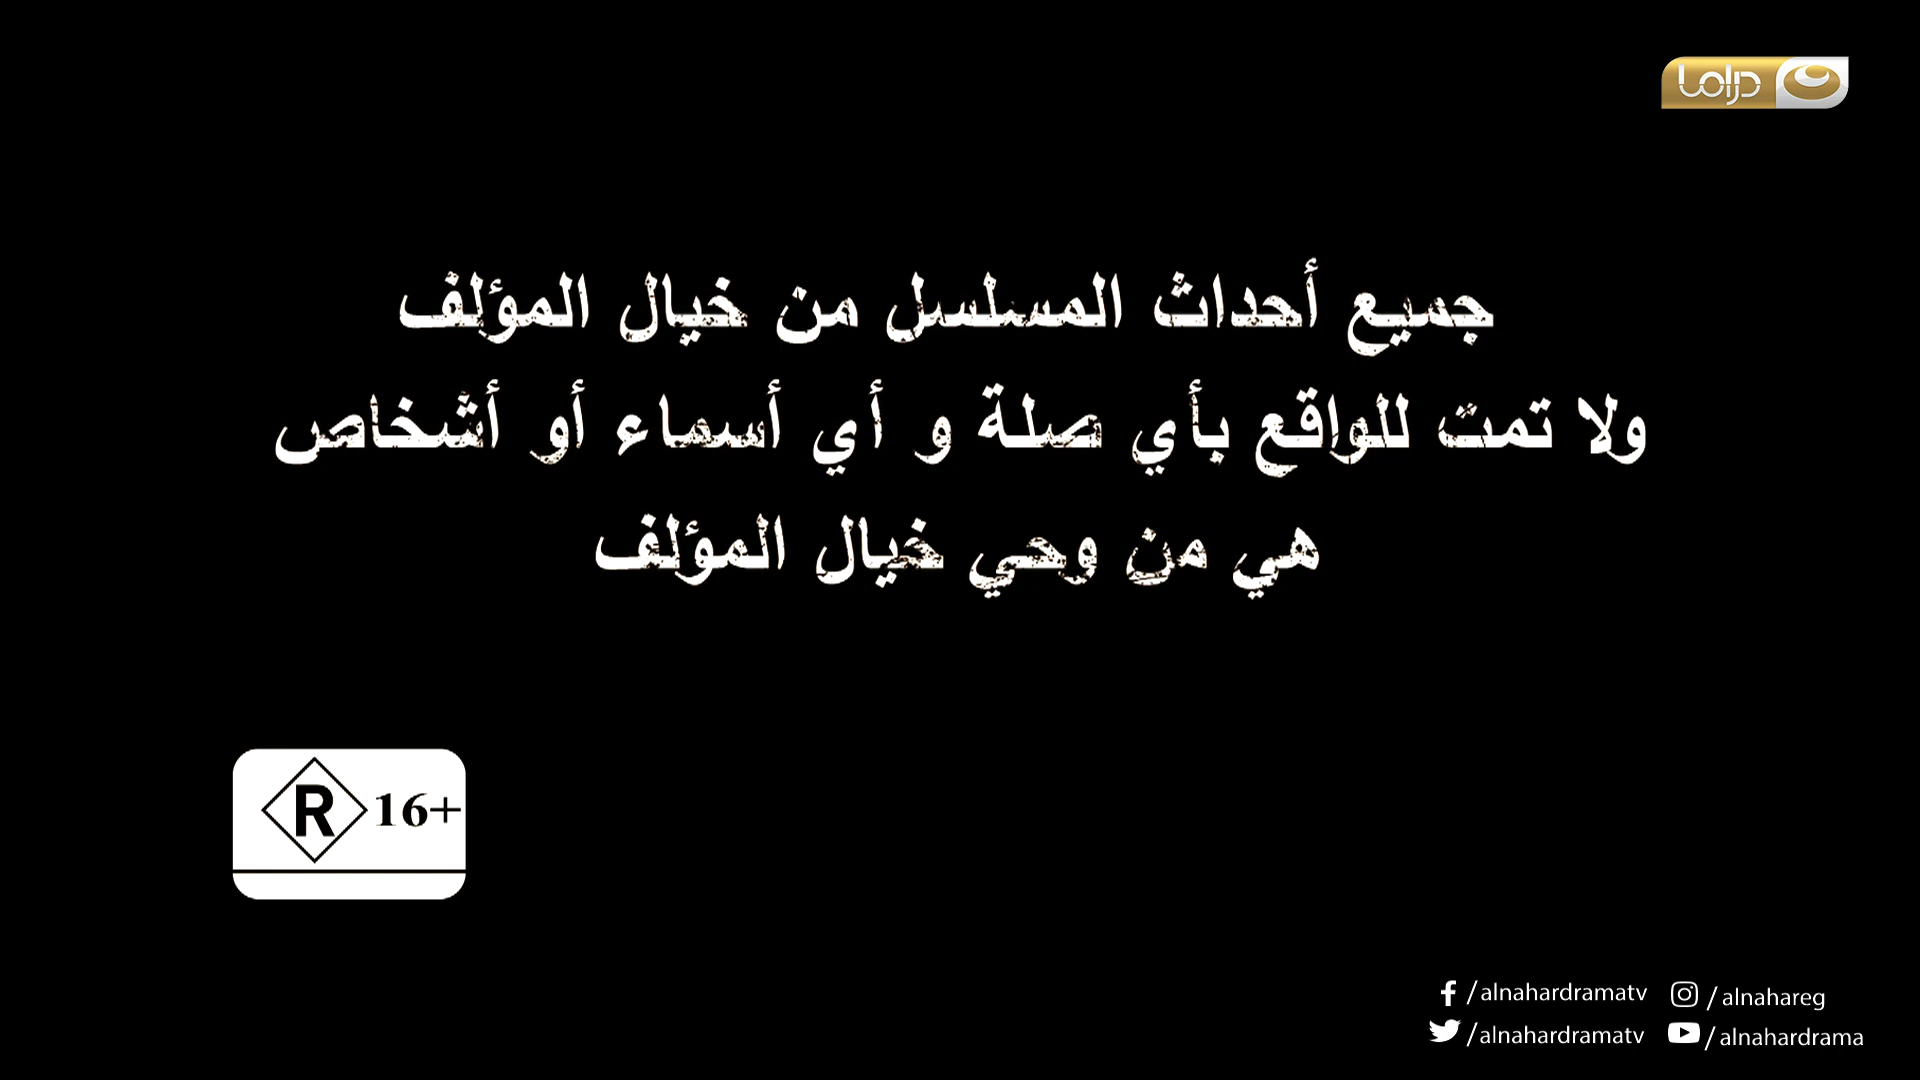 دراما
جميع أحداث المسلسل من خيال المؤلف
ولا تمت للواقع بأي صلة و أي أسماء أو أشخاص
هي من وحي خيال المؤلف
R 16+
/alnahardramatv
/alnahareg
/alnahardramatv
/alnahardrama